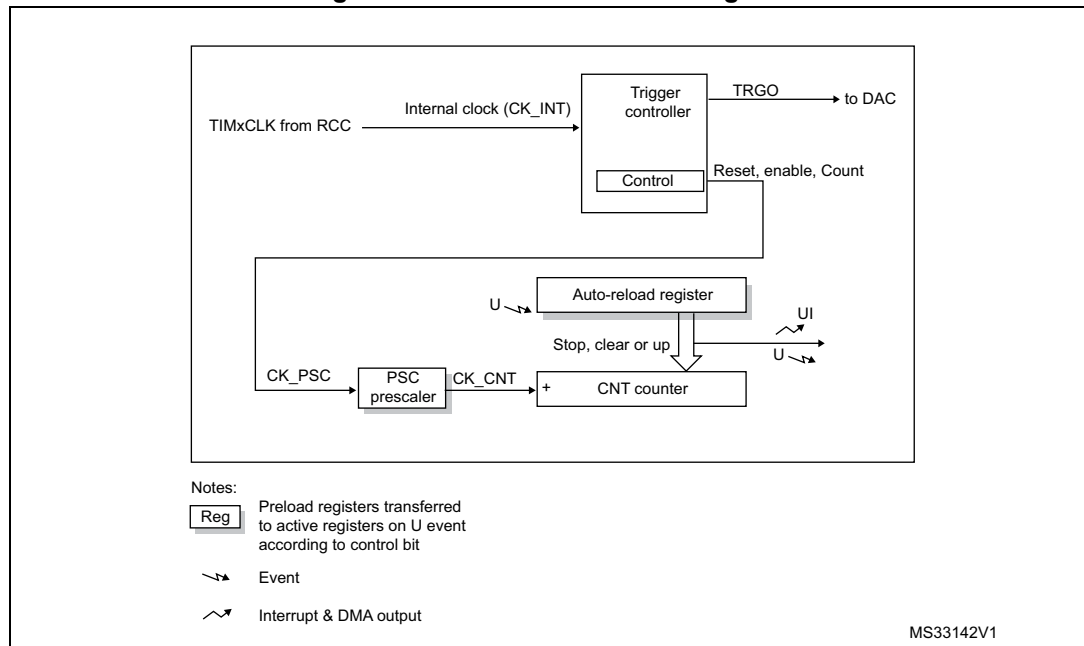 Trigger
controller
TRGO
to DAC
Internal clock (CK_INT)
TIMxCLK from RCC
Control
Reset, enable, Count
Auto-reload register
U
UI
Stop, clear or up
U
CK_PSC
PSC
prescaler
CK_CNT
+
CNT counter
Notes:
Reg
Preload registers transferred
to active registers on U event
according to control bit
Event
Interrupt & DMA output
MS33142V1